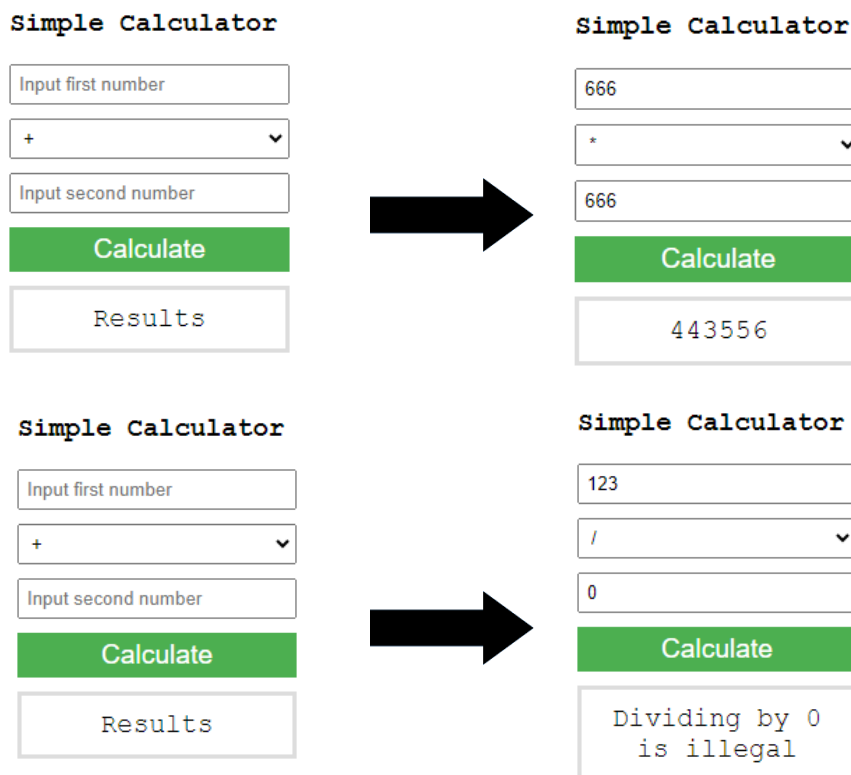 Simple Calculator
Input first number
+
Input second number
Calculate
Results
Simple Calculator
666
*
666
Calculate
443556
Simple Calculator
Input first number
+
Input second number
Calculate
Results
Simple Calculator
123
/
0
Calculate
Dividing by 0
is illegal